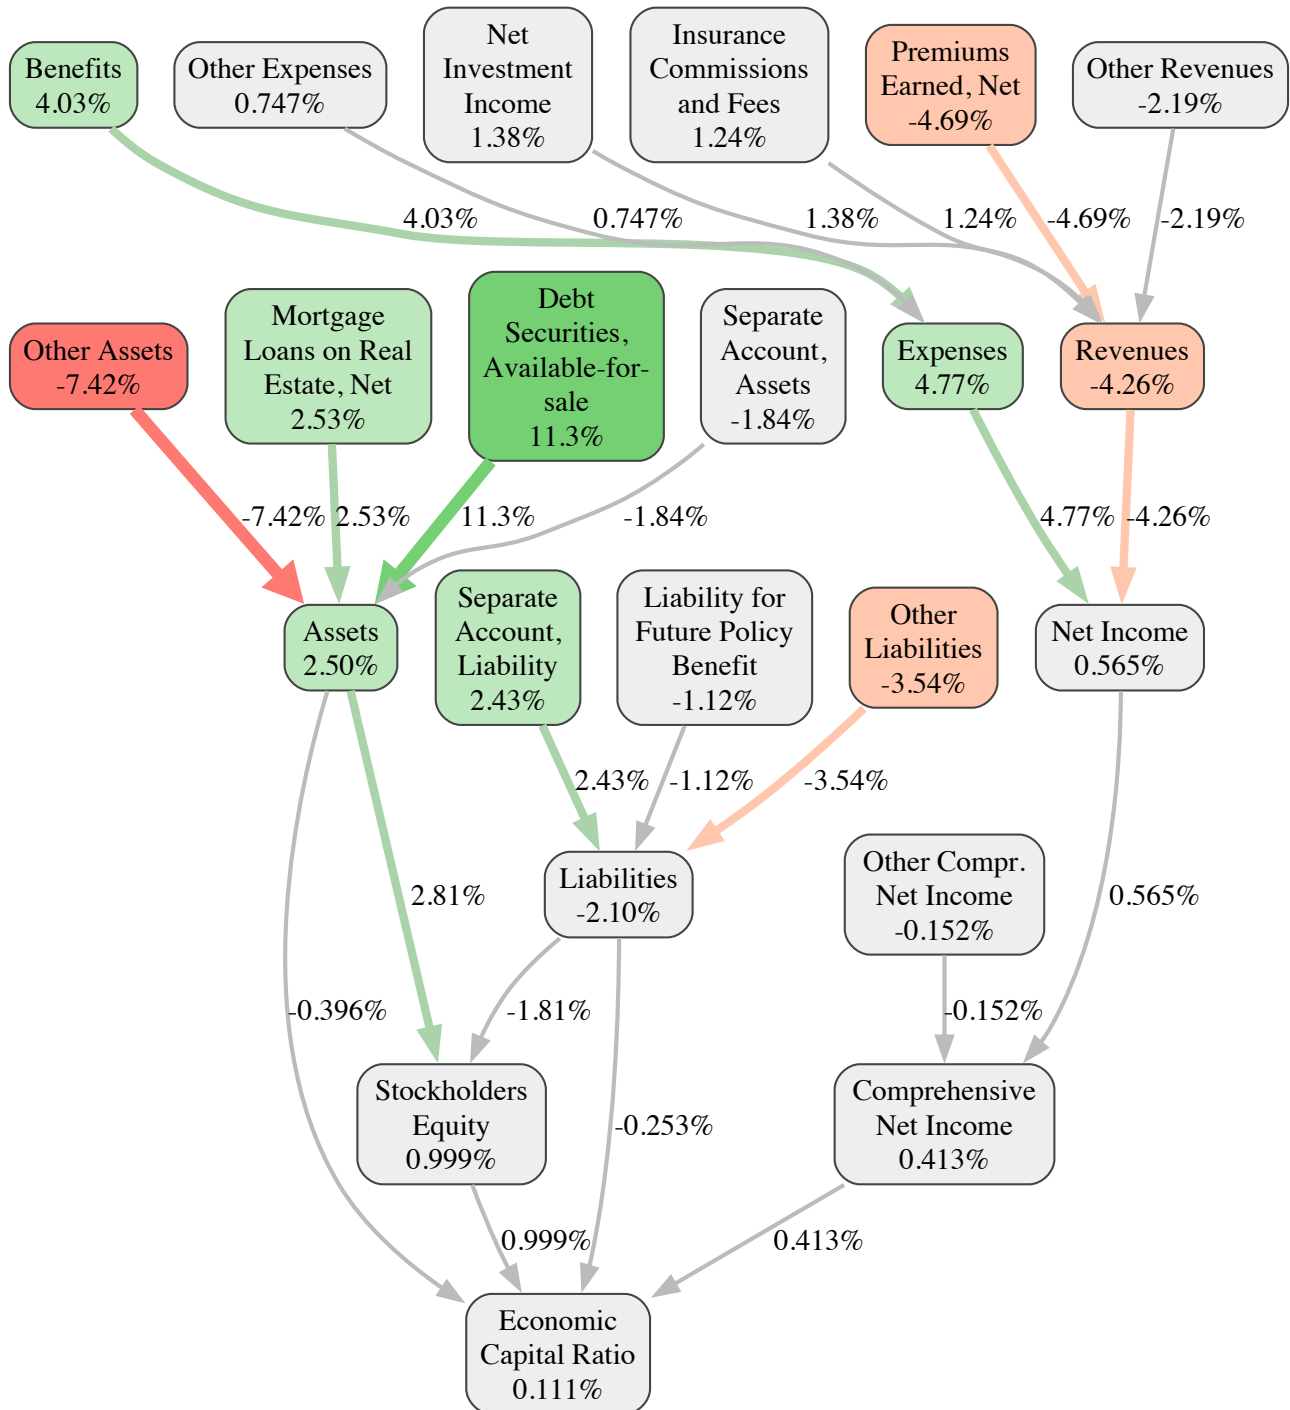 Benefits
4.03%
Other Expenses
0.747%
Net
Investment
Income
1.38%
Insurance
Commissions
and Fees
1.24%
Premiums
Earned, Net
-4.69%
Other Revenues
-2.19%
4.03%
0.747%
1.38%
1.24%
-4.69%
-2.19%
Other Assets
-7.42%
Mortgage
Loans on Real
Estate, Net
2.53%
Debt
Securities,
Available-for-
sale
11.3%
Separate
Account,
Assets
-1.84%
Expenses
4.77%
Revenues
-4.26%
-7.42%
2.53%
11.3%
-1.84%
4.77%
-4.26%
Assets
2.50%
Separate
Account,
Liability
2.43%
Liability for
Future Policy
Benefit
-1.12%
Other
Liabilities
-3.54%
Net Income
0.565%
2.43%
-1.12%
-3.54%
2.81%
Liabilities
-2.10%
Other Compr.
Net Income
-0.152%
0.565%
-0.396%
-1.81%
-0.152%
Stockholders
Equity
0.999%
-0.253%
Comprehensive
Net Income
0.413%
0.999%
0.413%
Economic
Capital Ratio
0.111%